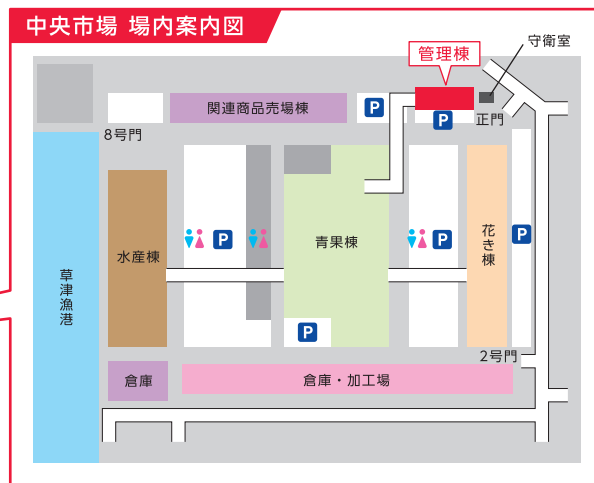 中央市場 場内案内図
守衛室
管理棟
関連商品売場棟
P
P
正門
8号門
水産棟
P
青果棟
P
花き棟
P
草津漁港
P
2号門
倉庫
倉庫・加工場